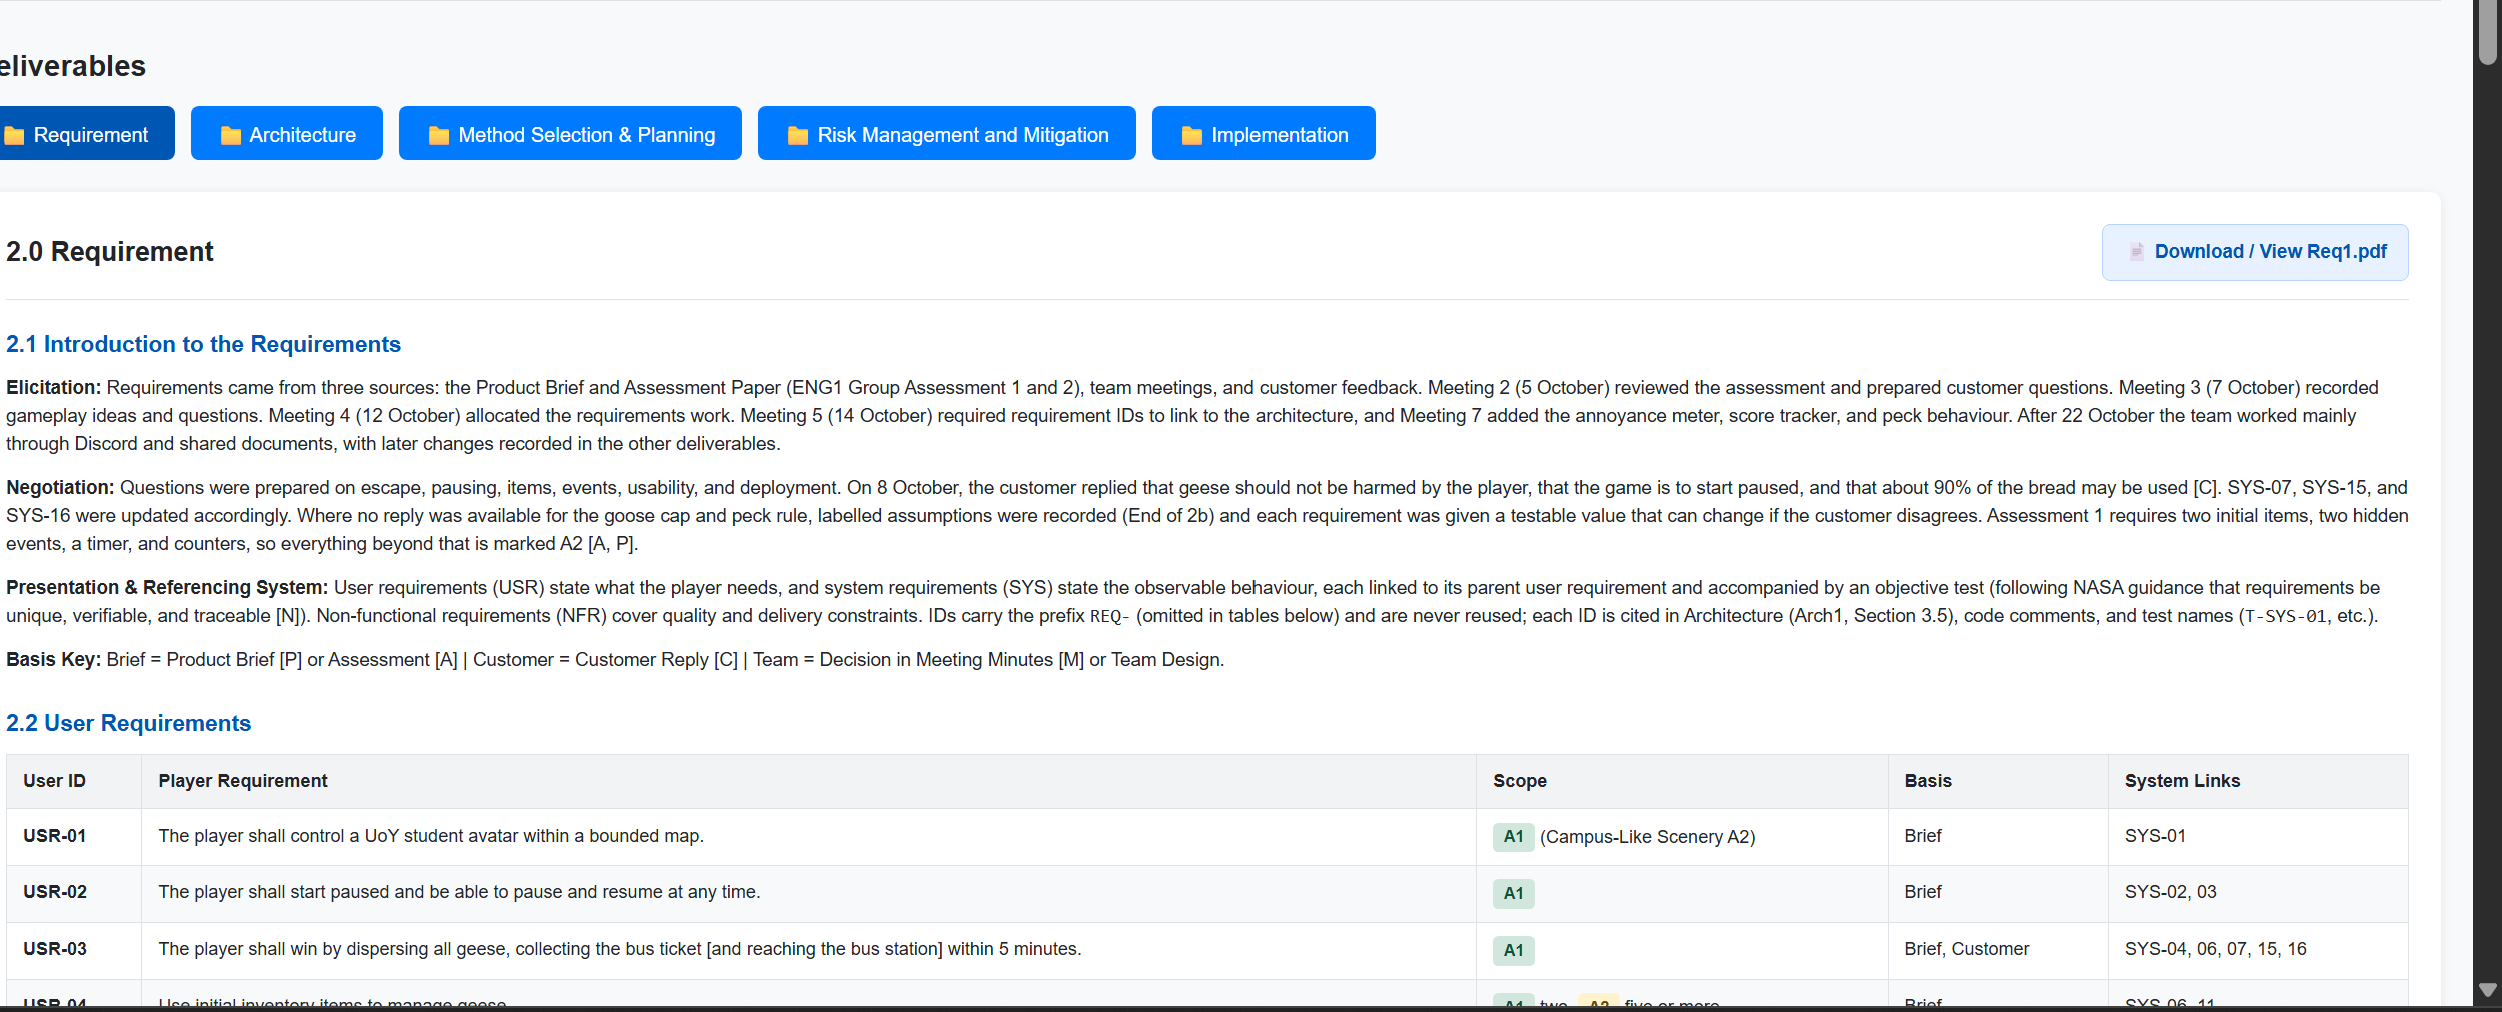 eliverables
Requirement
Architecture
Method Selection & Planning
Risk Management and Mitigation
Implementation
2.0 Requirement
Download / View Req1.pdf
2.1 Introduction to the Requirements
Elicitation: Requirements came from three sources: the Product Brief and Assessment Paper (ENG1 Group Assessment 1 and 2), team meetings, and customer feedback. Meeting 2 (5 October) reviewed the assessment and prepared customer questions. Meeting 3 (7 October) recorded
gameplay ideas and questions. Meeting 4 (12 October) allocated the requirements work. Meeting 5 (14 October) required requirement IDs to link to the architecture, and Meeting 7 added the annoyance meter, score tracker, and peck behaviour. After 22 October the team worked mainly
through Discord and shared documents, with later changes recorded in the other deliverables.
Negotiation: Questions were prepared on escape, pausing, items, events, usability, and deployment. On 8 October, the customer replied that geese should not be harmed by the player, that the game is to start paused, and that about 90% of the bread may be used [C]. SYS-07, SYS-15, and
SYS-16 were updated accordingly. Where no reply was available for the goose cap and peck rule, labelled assumptions were recorded (End of 2b) and each requirement was given a testable value that can change if the customer disagrees. Assessment 1 requires two initial items, two hidden
events, a timer, and counters, so everything beyond that is marked A2 [A, P].
Presentation & Referencing System: User requirements (USR) state what the player needs, and system requirements (SYS) state the observable behaviour, each linked to its parent user requirement and accompanied by an objective test (following NASA guidance that requirements be
unique, verifiable, and traceable [N]). Non-functional requirements (NFR) cover quality and delivery constraints. IDs carry the prefix REQ- (omitted in tables below) and are never reused; each ID is cited in Architecture (Arch1, Section 3.5), code comments, and test names (T-SYS-01, etc.).
Basis Key: Brief = Product Brief [P] or Assessment [A] | Customer = Customer Reply [C] | Team = Decision in Meeting Minutes [M] or Team Design.
2.2 User Requirements
User ID Player Requirement Scope Basis System Links
USR-01 The player shall control a UoY student avatar within a bounded map. A1 (Campus-Like Scenery A2) Brief SYS-01
USR-02 The player shall start paused and be able to pause and resume at any time. A1 Brief SYS-02, 03
USR-03 The player shall win by dispersing all geese, collecting the bus ticket [and reaching the bus station] within 5 minutes. A1 Brief, Customer SYS-04, 06, 07, 15, 16
USR-04 Use initial inventory items to manage geese. A1 two, A2 five or more Brief SYS-06, 11